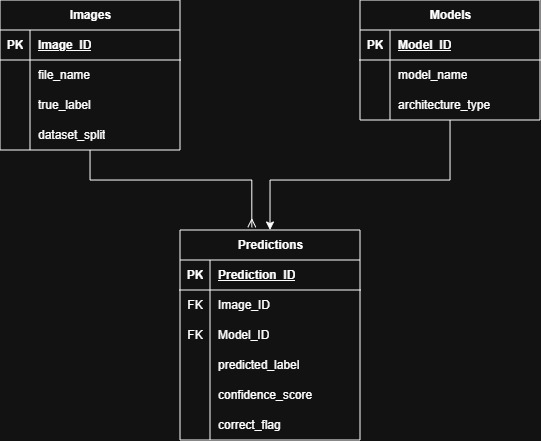 Images
PK Image_ID
file_name
true_label
dataset_split
Models
PK Model_ID
model_name
architecture_type
Predictions
PK Prediction_ID
FK Image_ID
FK Model_ID
predicted_label
confidence_score
correct_flag